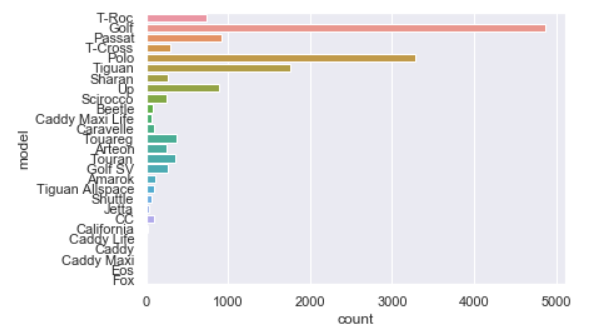 T-Roc
Golf
Passat
T-Cross
Polo
Tiguan
Sharan
Up
Scirocco
Beetle
Caddy Maxi Life
Caravelle
Touareg
Arteon
Touran
Golf SV
Amarok
Tiguan Allspace
Shuttle
Jetta
CC
California
Caddy Life
Caddy
Caddy Maxi
Eos
Fox
model
0 1000 2000 3000 4000 5000
count